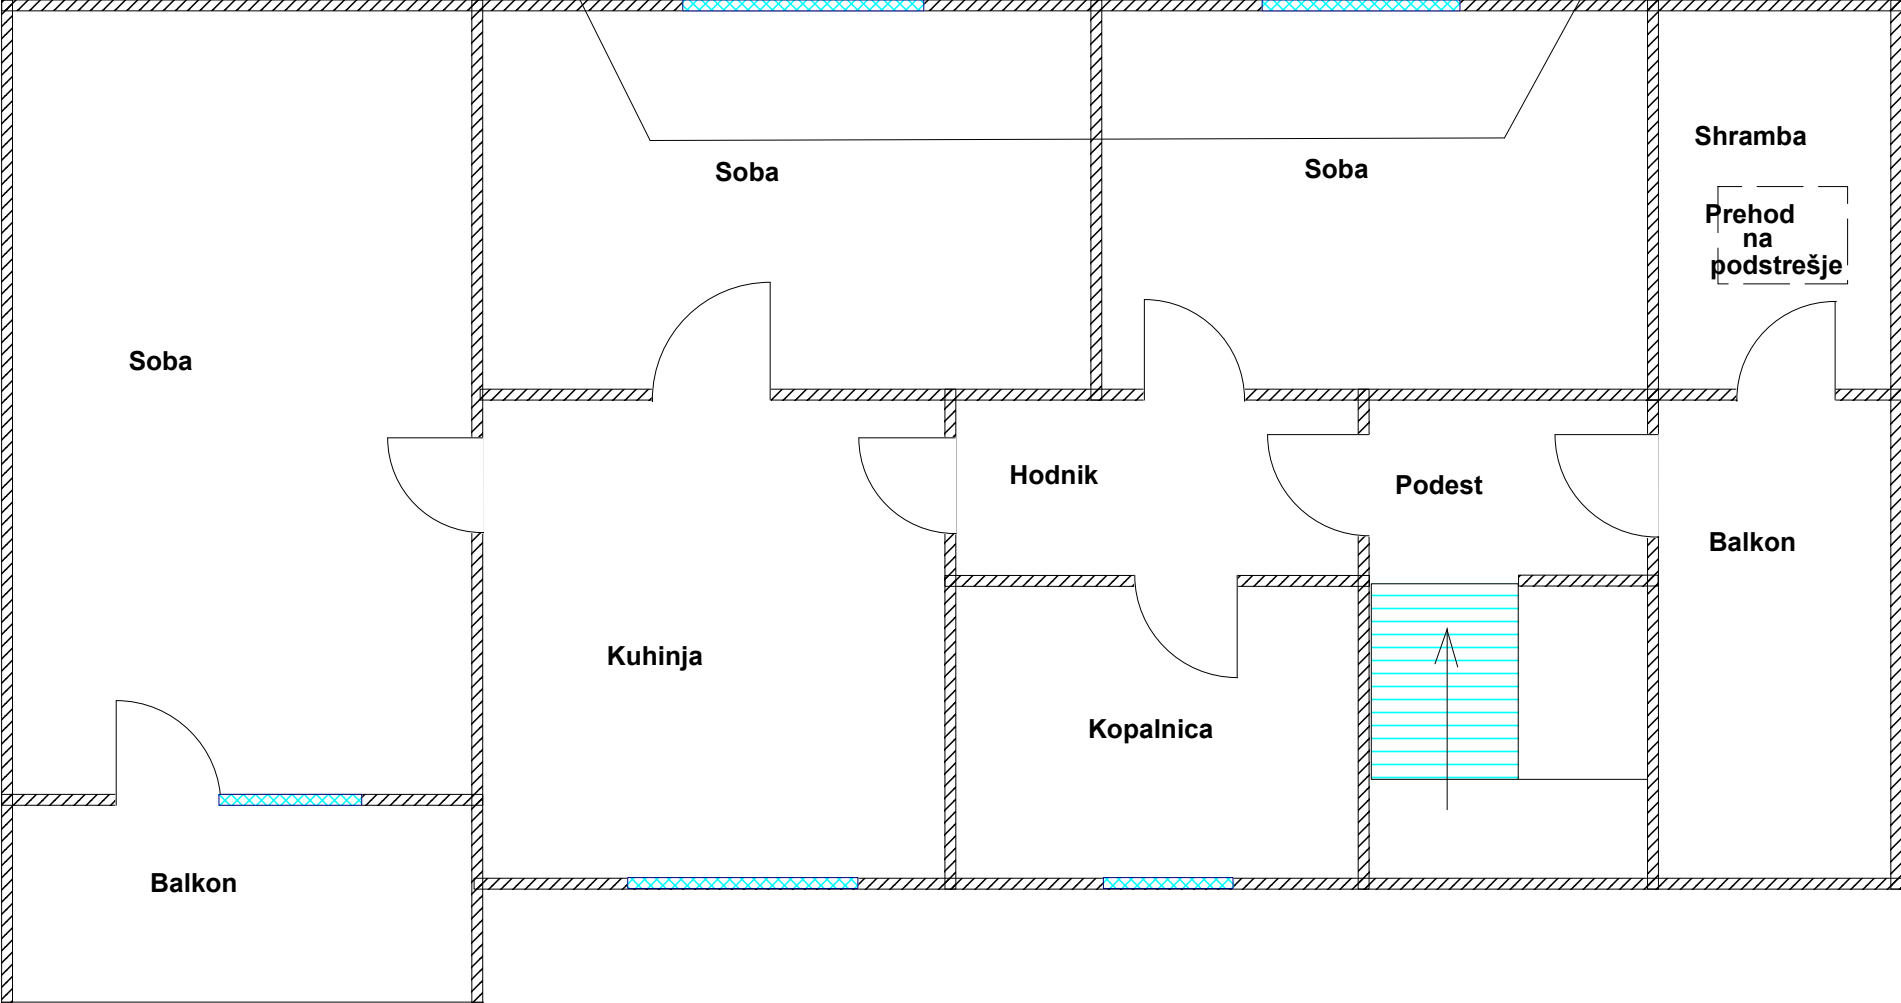 Shramba
Soba
Soba
Prehod
na
podstrešje
Soba
Hodnik
Podest
Balkon
Kuhinja
Kopalnica
Balkon